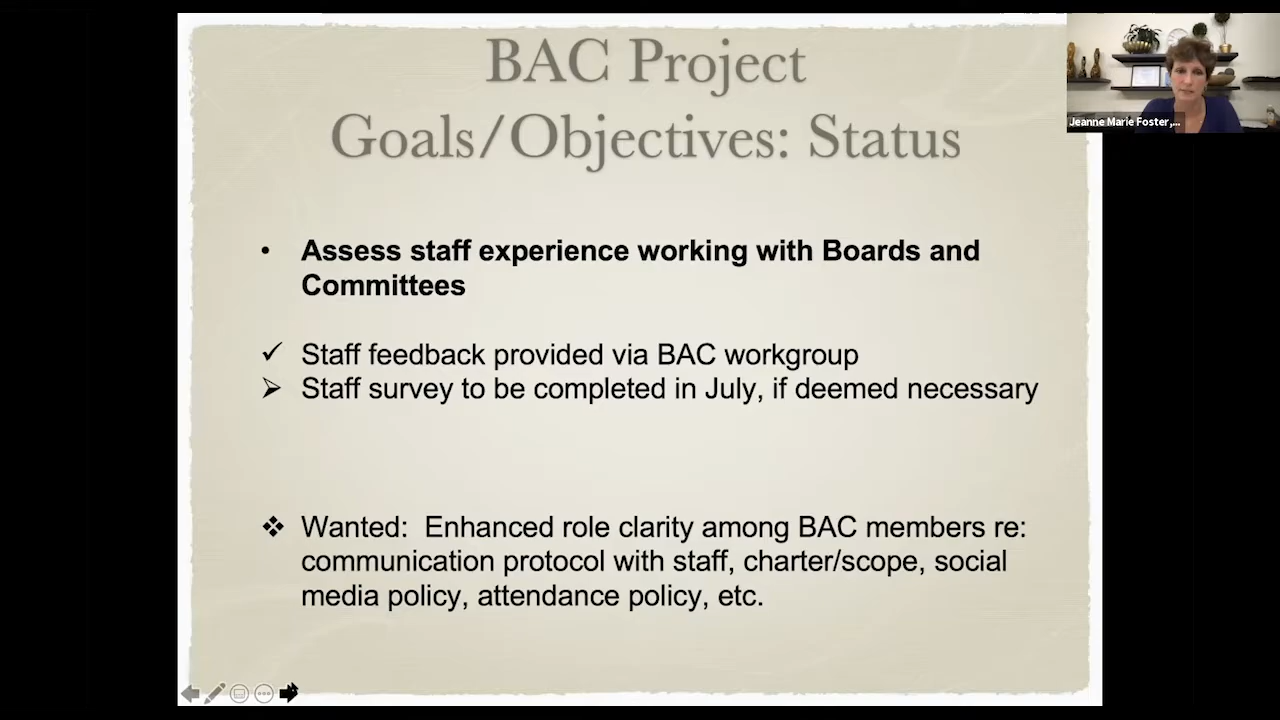 BAC Project
Goals/Objectives: Status
Jeanne Marie Foster,...
• Assess staff experience working with Boards and
Committees
✓ Staff feedback provided via BAC workgroup
➢ Staff survey to be completed in July, if deemed necessary
❖ Wanted: Enhanced role clarity among BAC members re:
communication protocol with staff, charter/scope, social
media policy, attendance policy, etc.